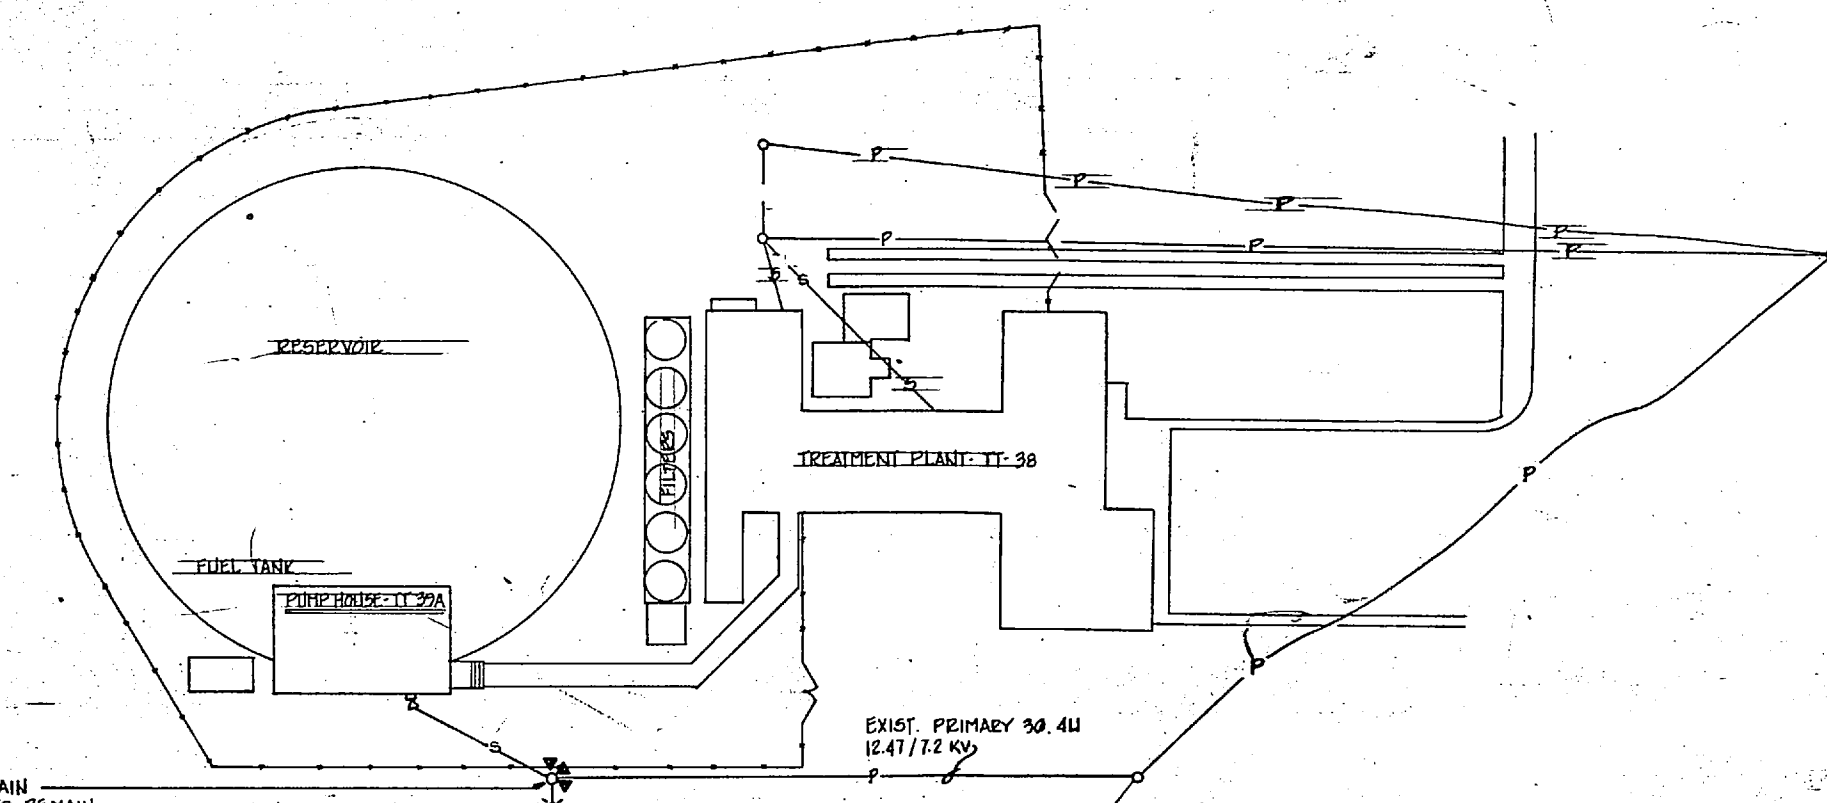 P
P
P
P
P
P
P
S
S
RESERVOIR
S
FILTERS
TREATMENT PLANT- TT- 38
P
FUEL TANK
PUMP HOUSE- TT 39A
P
EXIST. PRIMARY 3Ø. 4W
12.47/7.2 KV
S
P
AIN
REMAIN